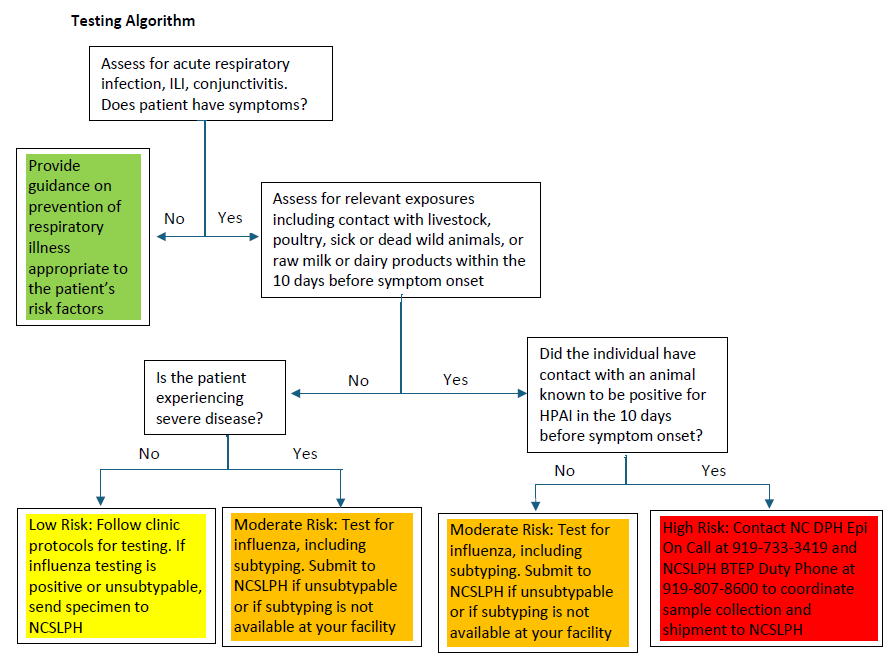 Testing Algorithm
Assess for acute respiratory
infection, ILI, conjunctivitis.
Does patient have symptoms?
Provide
guidance on
prevention of
respiratory
illness
appropriate to
the patient's
risk factors
No
Yes
Assess for relevant exposures
including contact with livestock,
poultry, sick or dead wild animals, or
raw milk or dairy products within the
10 days before symptom onset
No
Yes
Is the patient
experiencing
severe disease?
Did the individual have
contact with an animal
known to be positive for
HPAI in the 10 days
before symptom onset?
No
Yes
No
Yes
Low Risk: Follow clinic
protocols for testing. If
influenza testing is
positive or unsubtypable,
send specimen to
NCSLPH
Moderate Risk: Test for
influenza, including
subtyping. Submit to
NCSLPH if unsubtypable
or if subtyping is not
available at your facility
Moderate Risk: Test for
influenza, including
subtyping. Submit to
NCSLPH if unsubtypable
or if subtyping is not
available at your facility
High Risk: Contact NC DPH Epi
On Call at 919-733-3419 and
NCSLPH BTEP Duty Phone at
919-807-8600 to coordinate
sample collection and
shipment to NCSLPH